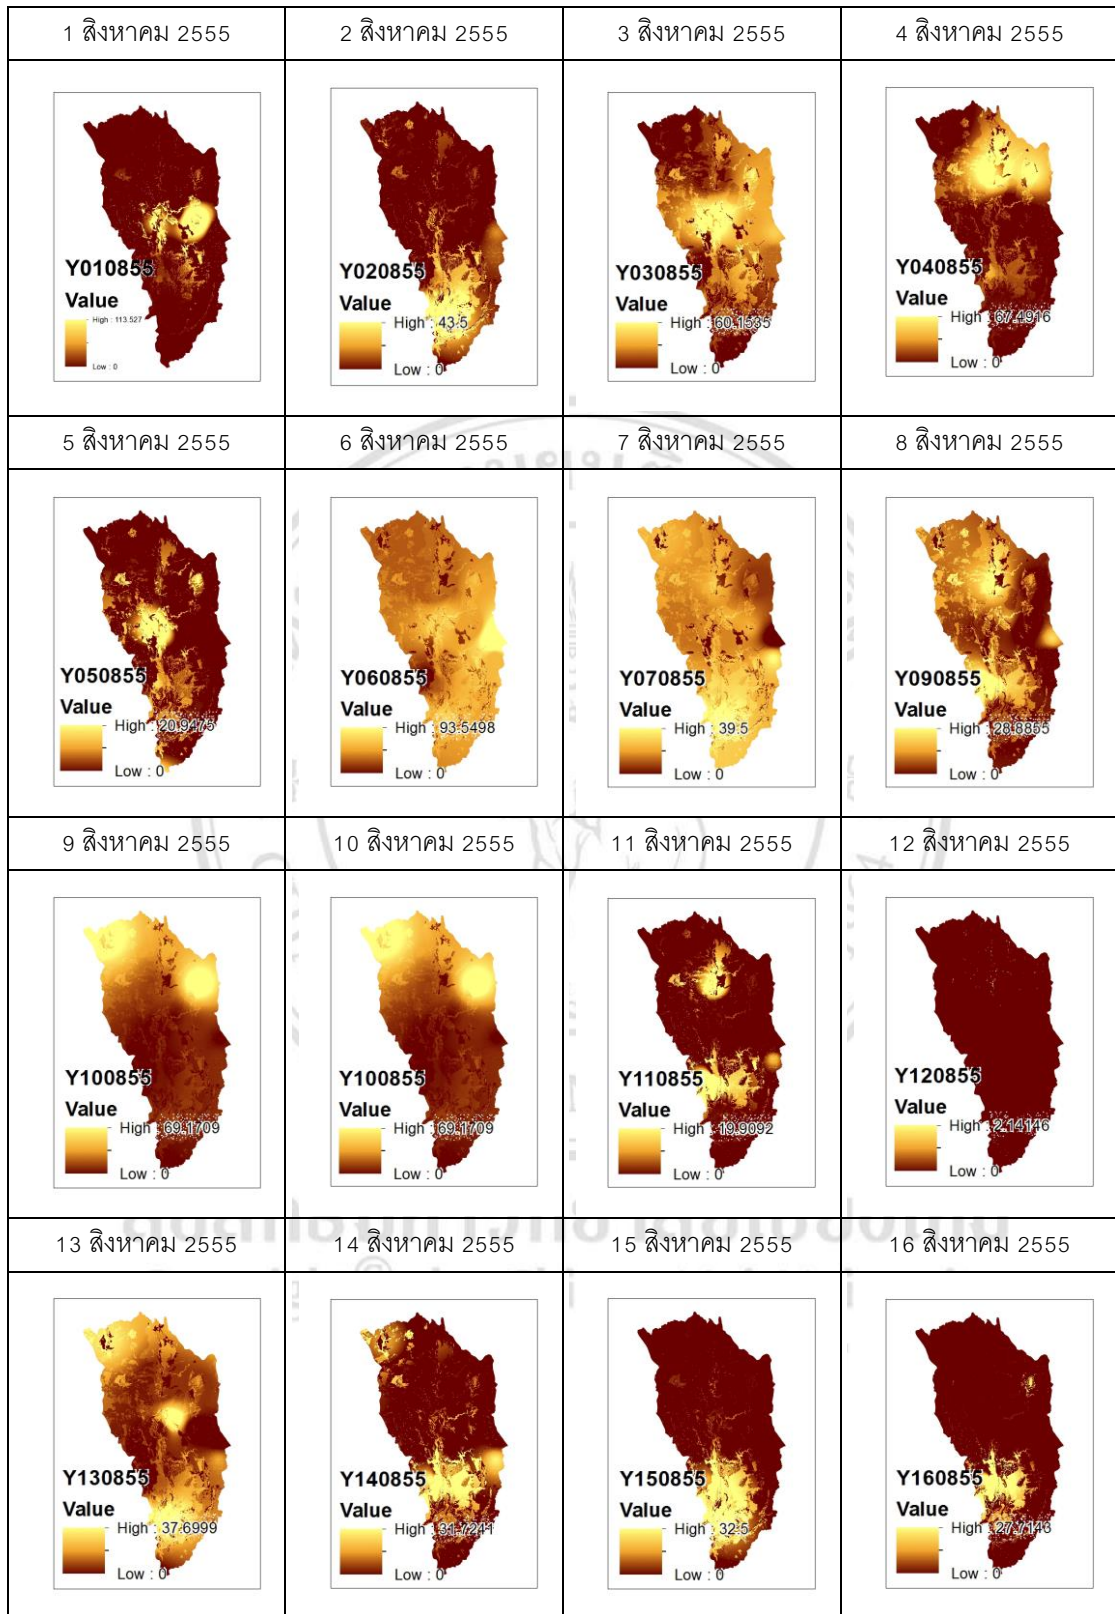 1 สิงหาคม 2555
2 สิงหาคม 2555
3 สิงหาคม 2555
4 สิงหาคม 2555
Y010855
Value
High : 113.527
Low : 0
Y020855
Value
High : 43.5
Low : 0
Y030855
Value
High : 60.1535
Low : 0
Y040855
Value
High : 67.4916
Low : 0
5 สิงหาคม 2555
6 สิงหาคม 2555
7 สิงหาคม 2555
8 สิงหาคม 2555
Y050855
Value
High : 20.9475
Low : 0
Y060855
Value
High : 93.5498
Low : 0
Y070855
Value
High : 39.5
Low : 0
Y090855
Value
High : 28.8855
Low : 0
9 สิงหาคม 2555
10 สิงหาคม 2555
11 สิงหาคม 2555
12 สิงหาคม 2555
Y100855
Value
High : 69.1709
Low : 0
Y100855
Value
High : 69.1709
Low : 0
Y110855
Value
High : 19.9092
Low : 0
Y120855
Value
High : 2.14146
Low : 0
13 สิงหาคม 2555
14 สิงหาคม 2555
15 สิงหาคม 2555
16 สิงหาคม 2555
Y130855
Value
High : 37.6999
Low : 0
Y140855
Value
High : 31.7241
Low : 0
Y150855
Value
High : 32.5
Low : 0
Y160855
Value
High : 27.7143
Low : 0